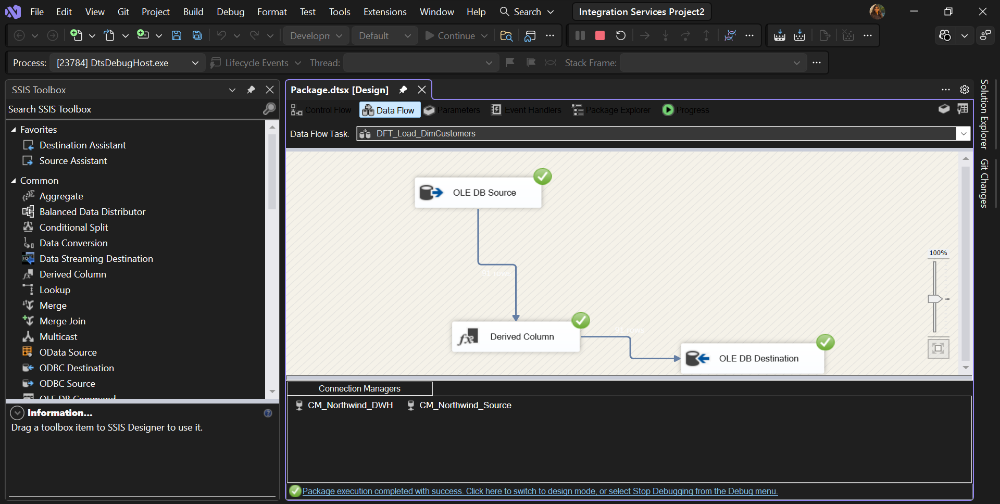 File Edit View Git Project Build Debug Format Test Tools Extensions Window Help Search Integration Services Project2
Default Continue
Process: [23784] DtsDebugHost.exe Lifecycle Events Thread: Stack Frame:
SSIS Toolbox
Search SSIS Toolbox
Favorites
Destination Assistant
Source Assistant
Common
Aggregate
Balanced Data Distributor
Conditional Split
Data Conversion
Data Streaming Destination
Derived Column
Lookup
Merge
Merge Join
Multicast
OData Source
ODBC Destination
ODBC Source
OLE DB Command
Information...
Drag a toolbox item to SSIS Designer to use it.
Package.dtsx [Design]
Control Flow Data Flow Parameters Event Handlers Package Explorer Progress
Data Flow Task: DFT_Load_DimCustomers
OLE DB Source
91 rows
Derived Column
91 rows
OLE DB Destination
100%
Connection Managers
CM_Northwind_DWH CM_Northwind_Source
Package execution completed with success. Click here to switch to design mode, or select Stop Debugging from the Debug menu.
Solution Explorer
Git Changes